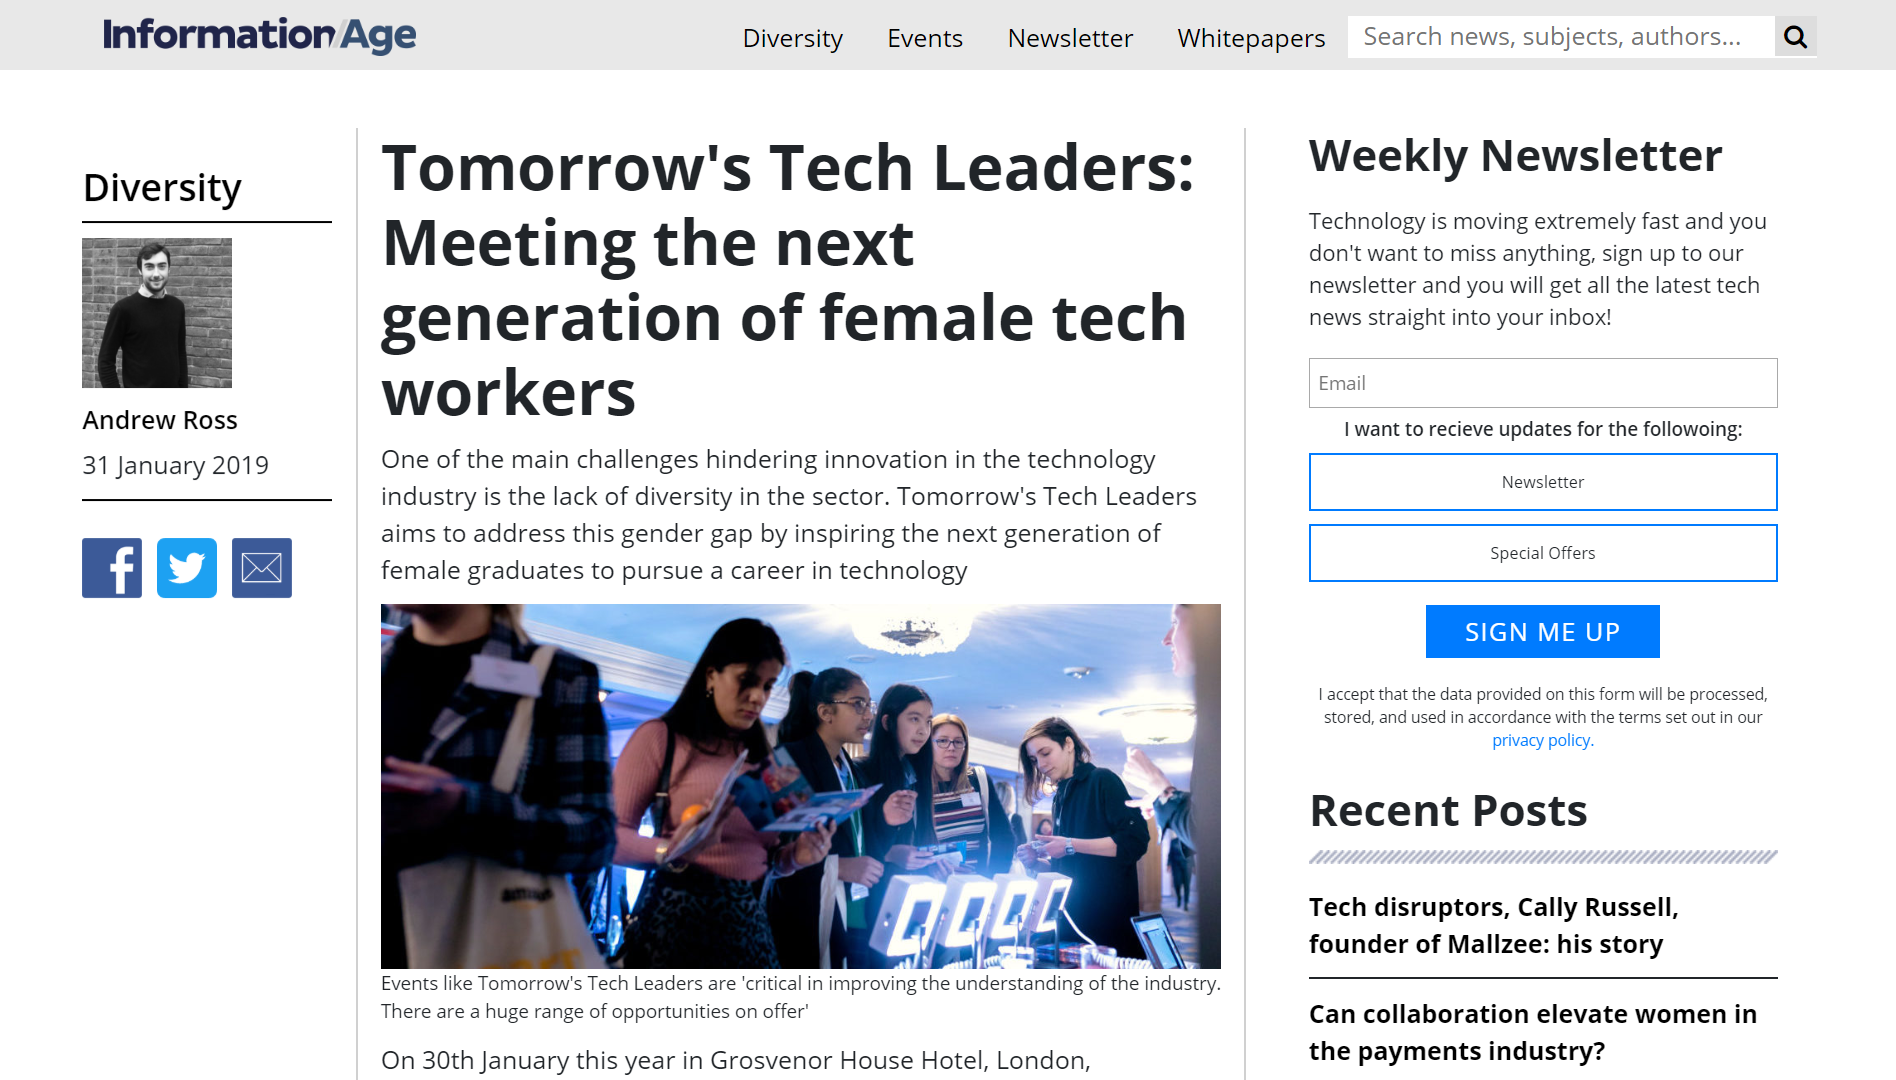 Information/Age
Diversity
Events
Newsletter
Whitepapers
Search news, subjects, authors...
Diversity
Andrew Ross
31 January 2019
Tomorrow's Tech Leaders:
Meeting the next
generation of female tech
workers
One of the main challenges hindering innovation in the technology
industry is the lack of diversity in the sector. Tomorrow's Tech Leaders
aims to address this gender gap by inspiring the next generation of
female graduates to pursue a career in technology
Events like Tomorrow's Tech Leaders are 'critical in improving the understanding of the industry.
There are a huge range of opportunities on offer'
On 30th January this year in Grosvenor House Hotel, London,
Weekly Newsletter
Technology is moving extremely fast and you
don't want to miss anything, sign up to our
newsletter and you will get all the latest tech
news straight into your inbox!
Email
I want to recieve updates for the followoing:
Newsletter
Special Offers
SIGN ME UP
I accept that the data provided on this form will be processed,
stored, and used in accordance with the terms set out in our
privacy policy.
Recent Posts
Tech disruptors, Cally Russell,
founder of Mallzee: his story
Can collaboration elevate women in
the payments industry?